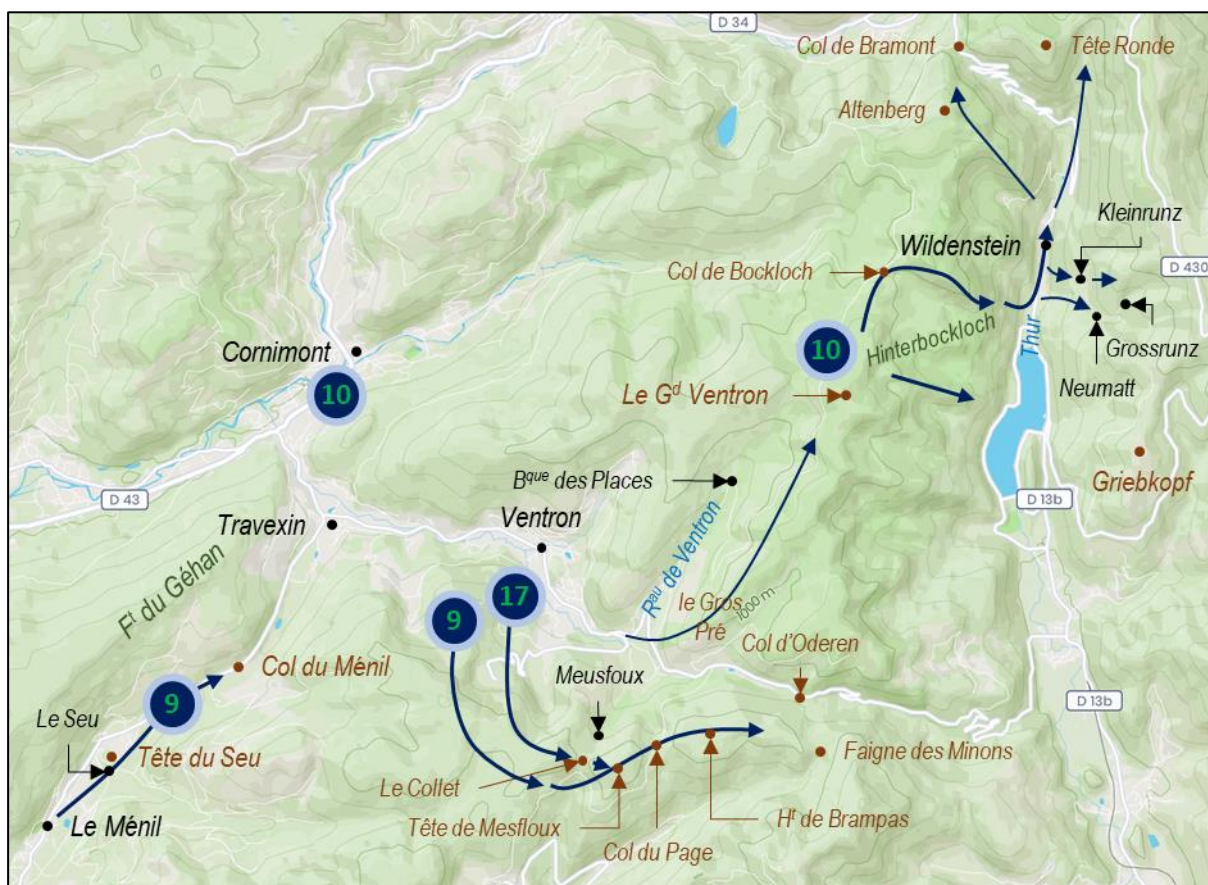 D 34
Col de Bramont
Tête Ronde
Altenberg
Kleinrunz
Wildenstein
Col de Bockloch
D 430
Hinterbockloch
Thur
Grossrunz
Neumatt
10
Cornimont
10
Le Gd Ventron
Griebkopf
Bque des Places
D 43
D 13b
Travexin
Ventron
Ft du Géhan
Rau de Ventron
17
9
le Gros
Pré
1000 m
Col d'Oderen
Col du Ménil
Meusfoux
9
Le Seu
D 13b
Tête du Seu
Faigne des Minons
Le Collet
Le Ménil
Tête de Mesfloux
Hr de Brampas
Col du Page